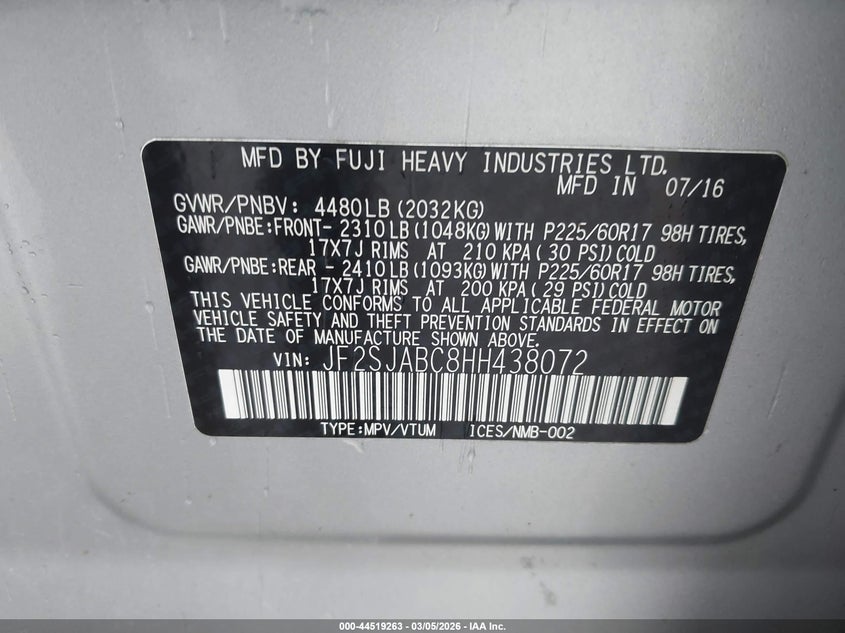 MFD BY FUJI HEAVY INDUSTRIES LTD.
MFD IN 07/16
GVWR/PNBV: 4480LB (2032KG)
GAWR/PNBE:FRONT- 2310LB (1048KG)WITH P225/60R17 98H TIRES,
17X7J RIMS AT 210 KPA( 30 PSI)COLD
GAWR/PNBE:REAR - 2410LB (1093KG)WITH P225/60R17 98H TIRES,
17X7J RIMS AT 200 KPA( 29 PSI)COLD
THIS VEHICLE CONFORMS TO ALL APPLICABLE FEDERAL MOTOR
VEHICLE SAFETY AND THEFT PREVENTION STANDARDS IN EFFECT ON
THE DATE OF MANUFACTURE SHOWN ABOVE.
VIN: JF2SJABC8HH438072
TYPE:MPV/VTUM ICES/NMB-002
000-44519263 - 03/05/2026 - IAA Inc.